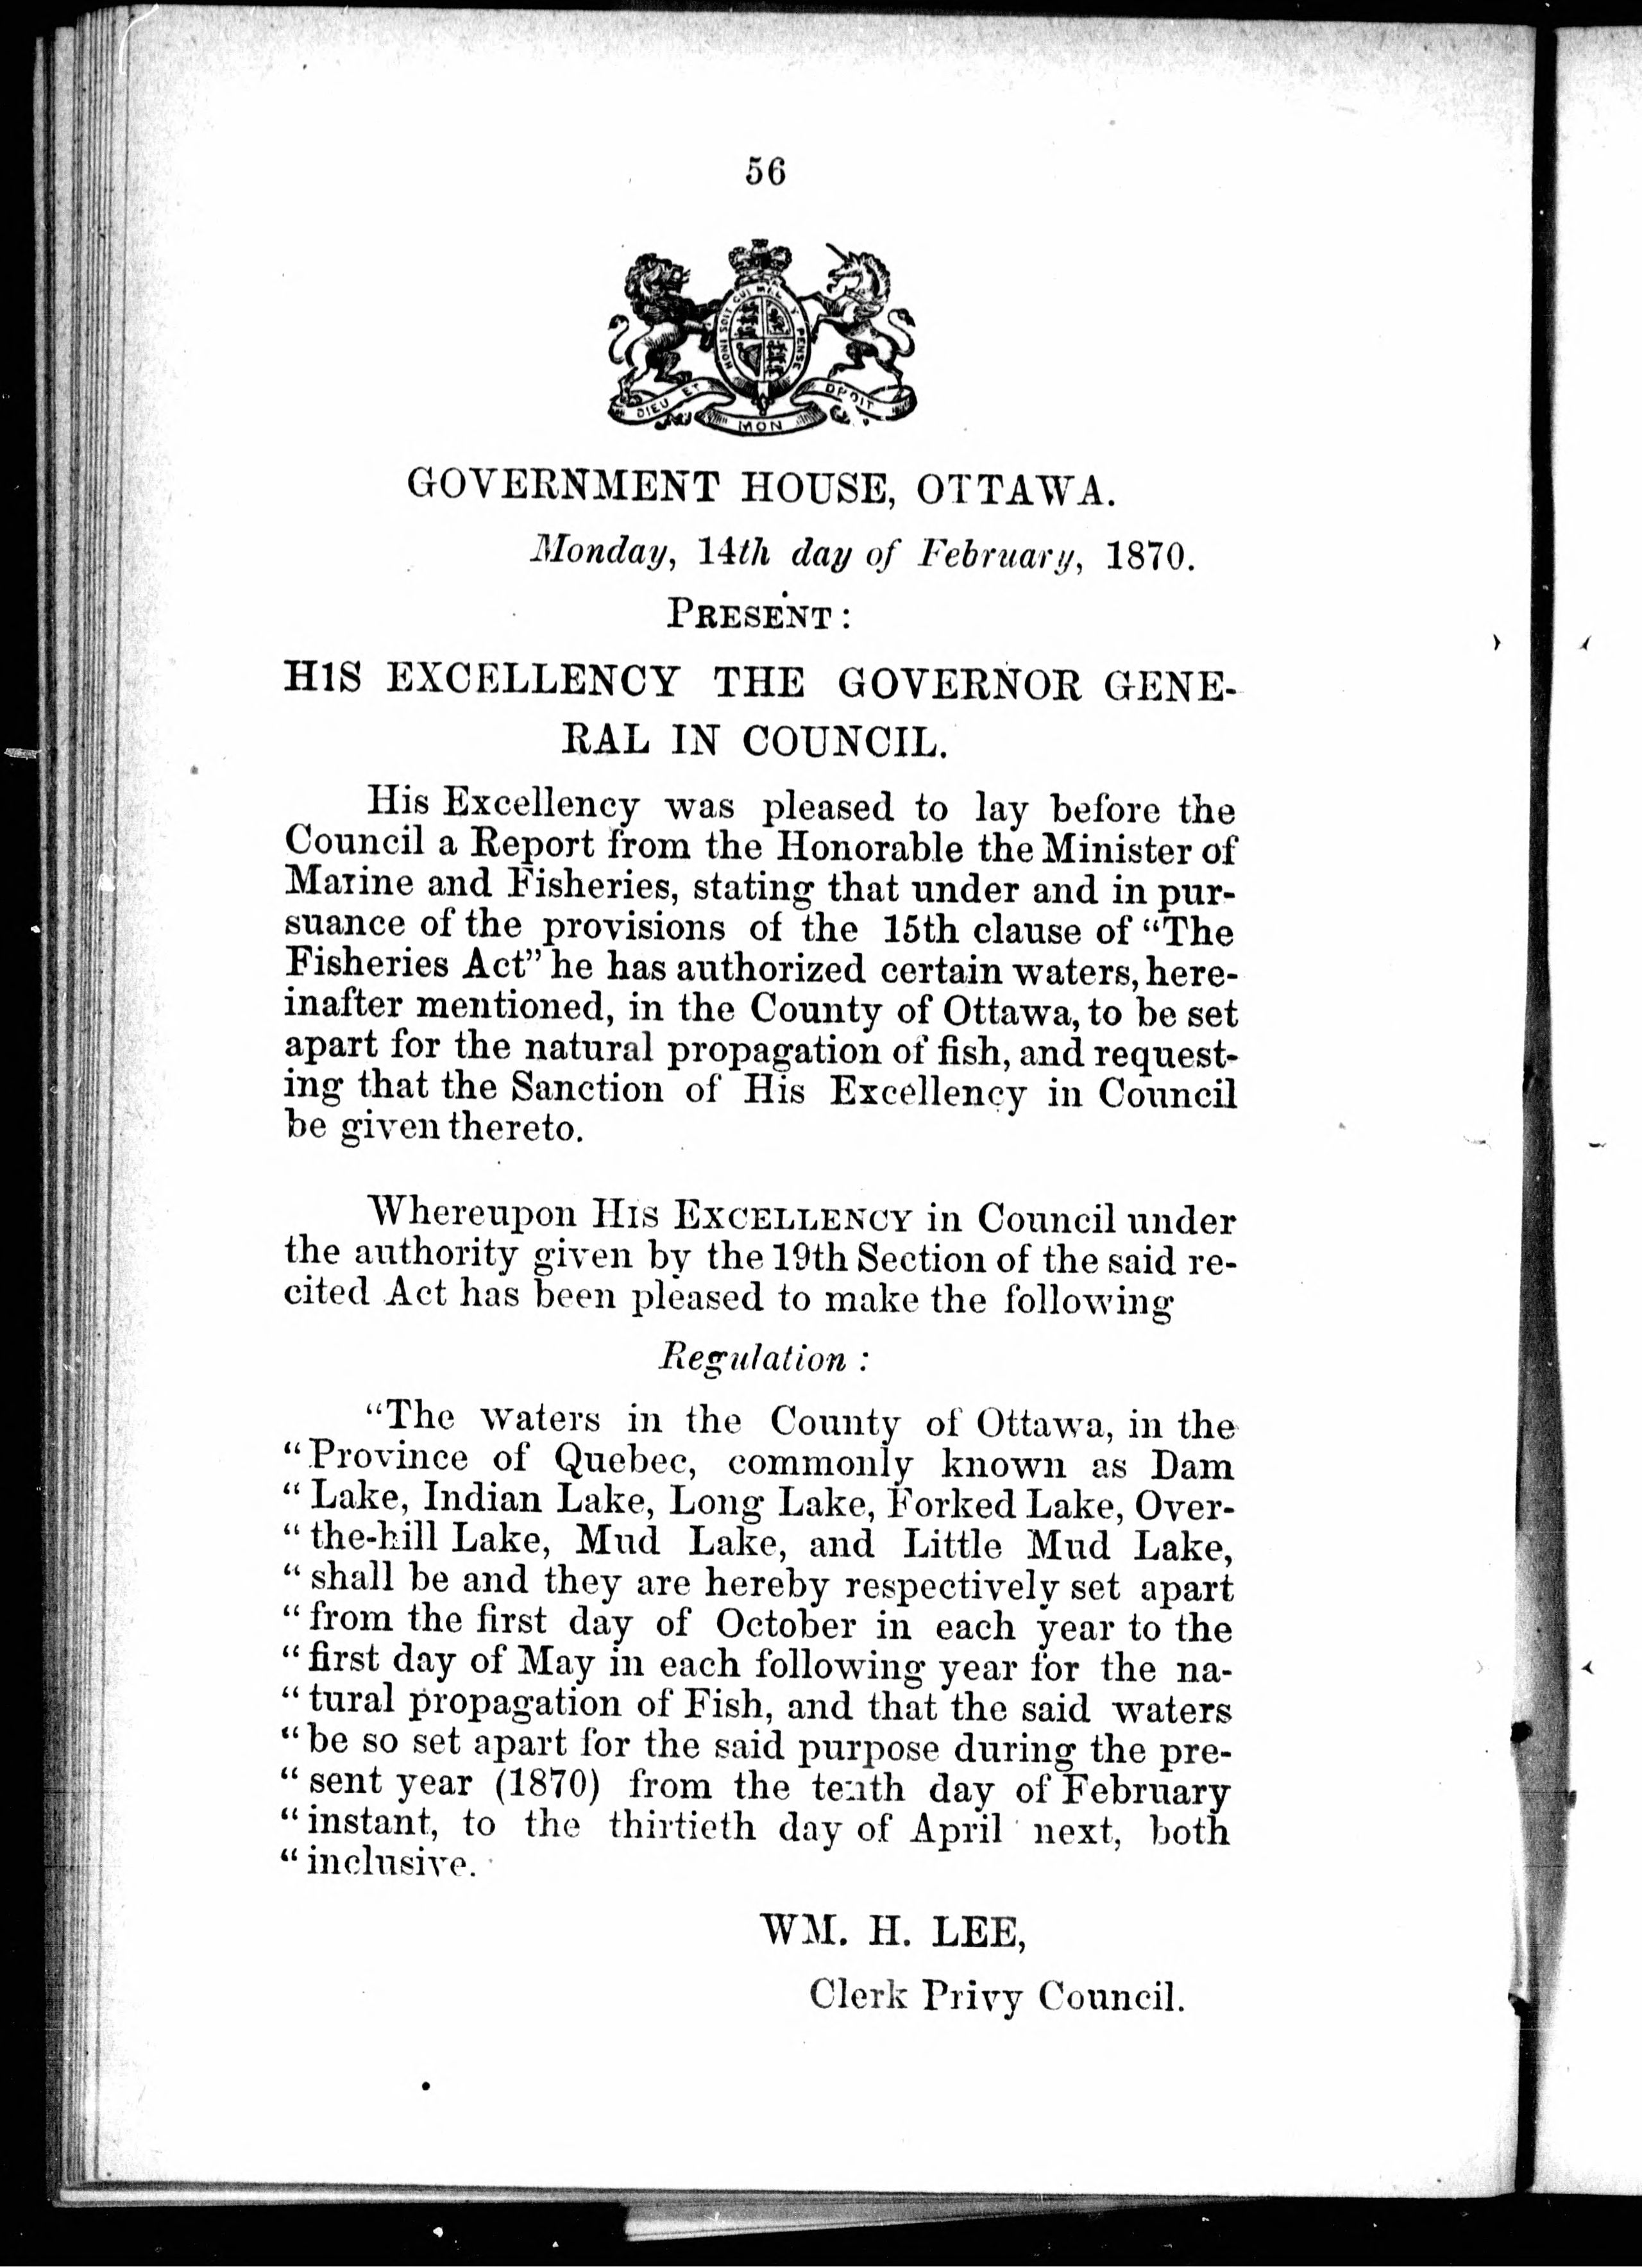 56
HONI SOIT QUI MAL Y PENSE
DIEU ET MON DROIT
GOVERNMENT HOUSE, OTTAWA.
Monday, 14th day of February, 1870.
PRESENT:
HIS EXCELLENCY THE GOVERNOR GENE-
RAL IN COUNCIL.
His Excellency was pleased to lay before the
Council a Report from the Honorable the Minister of
Marine and Fisheries, stating that under and in pur-
suance of the provisions of the 15th clause of “The
Fisheries Act” he has authorized certain waters, here-
inafter mentioned, in the County of Ottawa, to be set
apart for the natural propagation of fish, and request-
ing that the Sanction of His Excellency in Council
be given thereto.
Whereupon HIS EXCELLENCY in Council under
the authority given by the 19th Section of the said re-
cited Act has been pleased to make the following
Regulation :
“The waters in the County of Ottawa, in the
“Province of Quebec, commonly known as Dam
“Lake, Indian Lake, Long Lake, Forked Lake, Over-
“the-hill Lake, Mud Lake, and Little Mud Lake,
“shall be and they are hereby respectively set apart
“from the first day of October in each year to the
“first day of May in each following year for the na-
“tural propagation of Fish, and that the said waters
“be so set apart for the said purpose during the pre-
“sent year (1870) from the tenth day of February
“instant, to the thirtieth day of April next, both
“inclusive.
WM. H. LEE,
Clerk Privy Council.